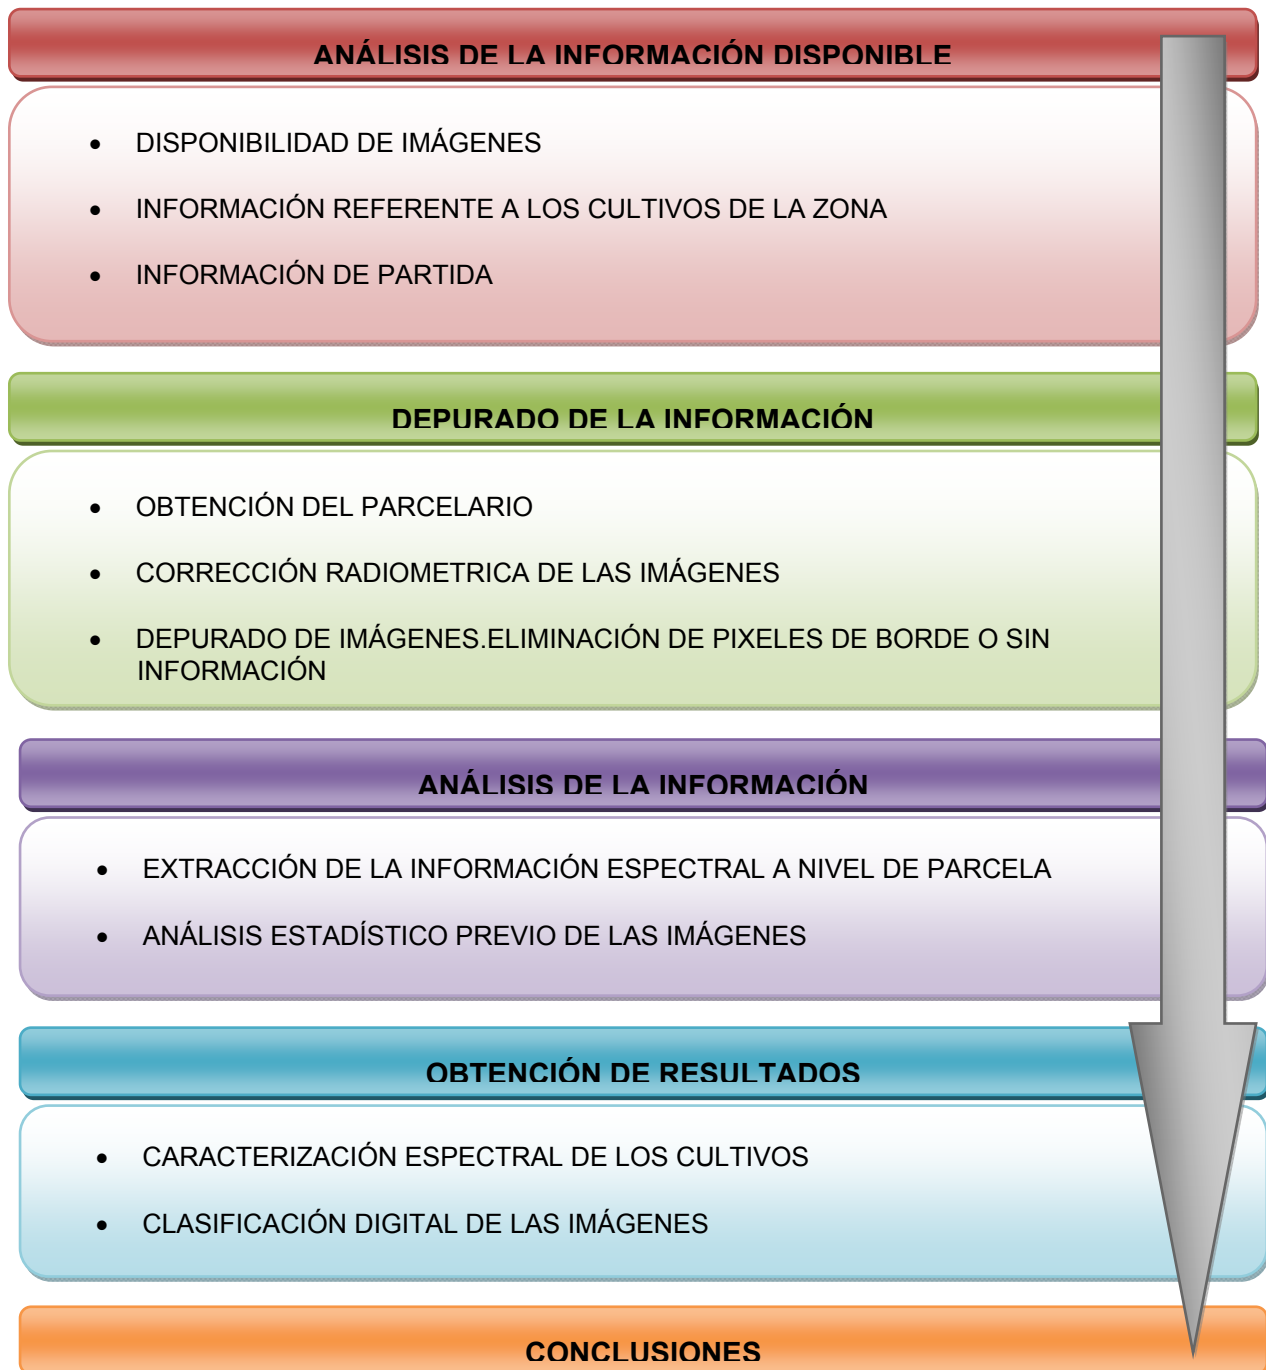 ANÁLISIS DE LA INFORMACIÓN DISPONIBLE
• DISPONIBILIDAD DE IMÁGENES
• INFORMACIÓN REFERENTE A LOS CULTIVOS DE LA ZONA
• INFORMACIÓN DE PARTIDA
DEPURADO DE LA INFORMACIÓN
• OBTENCIÓN DEL PARCELARIO
• CORRECCIÓN RADIOMETRICA DE LAS IMÁGENES
• DEPURADO DE IMÁGENES.ELIMINACIÓN DE PIXELES DE BORDE O SIN
INFORMACIÓN
ANÁLISIS DE LA INFORMACIÓN
• EXTRACCIÓN DE LA INFORMACIÓN ESPECTRAL A NIVEL DE PARCELA
• ANÁLISIS ESTADÍSTICO PREVIO DE LAS IMÁGENES
OBTENCIÓN DE RESULTADOS
• CARACTERIZACIÓN ESPECTRAL DE LOS CULTIVOS
• CLASIFICACIÓN DIGITAL DE LAS IMÁGENES
CONCLUSIONES